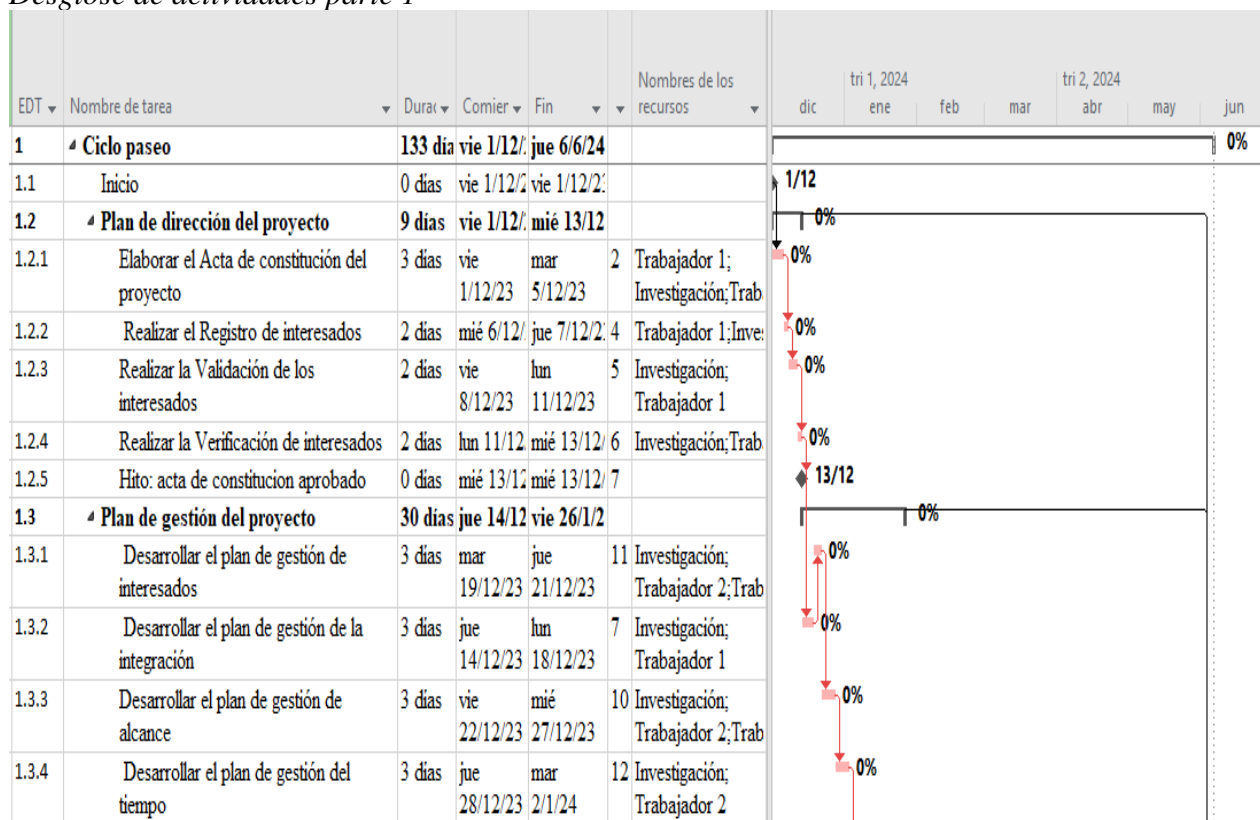 Desglose de actividades parte 1
Nombres de los
tri 1, 2024 tri 2, 2024
EDT Nombre de tarea Durac Comier Fin recursos dic ene feb mar abr may jun
1 Ciclo paseo 133 día vie 1/12/ jue 6/6/24 0%
1.1 Inicio 0 días vie 1/12/2 vie 1/12/2 1/12
1.2 Plan de dirección del proyecto 9 días vie 1/12/ mié 13/12 0%
1.2.1 Elaborar el Acta de constitución del 3 días vie mar 2 Trabajador 1; 0%
proyecto 1/12/23 5/12/23 Investigación;Trab
1.2.2 Realizar el Registro de interesados 2 días mié 6/12/ jue 7/12/2 4 Trabajador 1;Inve 0%
1.2.3 Realizar la Validación de los 2 días vie lun 5 Investigación; 0%
interesados 8/12/23 11/12/23 Trabajador 1
1.2.4 Realizar la Verificación de interesados 2 días lun 11/12 mié 13/12/ 6 Investigación;Trab 0%
1.2.5 Hito: acta de constitucion aprobado 0 días mié 13/12 mié 13/12/ 7 13/12
1.3 Plan de gestión del proyecto 30 días jue 14/12 vie 26/1/2 0%
1.3.1 Desarrollar el plan de gestión de 3 días mar jue 11 Investigación; 0%
interesados 19/12/23 21/12/23 Trabajador 2;Trab
1.3.2 Desarrollar el plan de gestión de la 3 días jue lun 7 Investigación; 0%
integración 14/12/23 18/12/23 Trabajador 1
1.3.3 Desarrollar el plan de gestión de 3 días vie mié 10 Investigación; 0%
alcance 22/12/23 27/12/23 Trabajador 2;Trab
1.3.4 Desarrollar el plan de gestión del 3 días jue mar 12 Investigación; 0%
tiempo 28/12/23 2/1/24 Trabajador 2